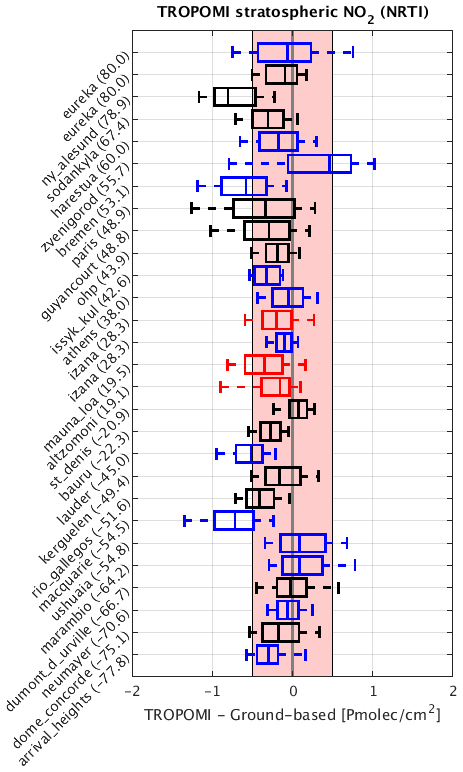 TROPOMI stratospheric NO2 (NRTI)
eureka (80.0)
eureka (80.0)
ny_alesund (78.9)
sodankyla (67.4)
harestua (60.0)
zvenigorod (55.7)
bremen (53.1)
paris (48.9)
guyancourt (48.8)
ohp (43.9)
issyk_kul (42.6)
athens (38.0)
izana (28.3)
izana (28.3)
mauna_loa (19.5)
altzomoni (19.1)
st_denis (−20.9)
bauru (−22.3)
lauder (−45.0)
kerguelen (−49.4)
rio_gallegos (−51.6)
macquarie (−54.5)
ushuaia (−54.8)
marambio (−64.2)
dumont_d_urville (−66.7)
neumayer (−70.6)
dome_concorde (−75.1)
arrival_heights (−77.8)
−2 −1 0 1 2
TROPOMI − Ground-based [Pmolec/cm2]